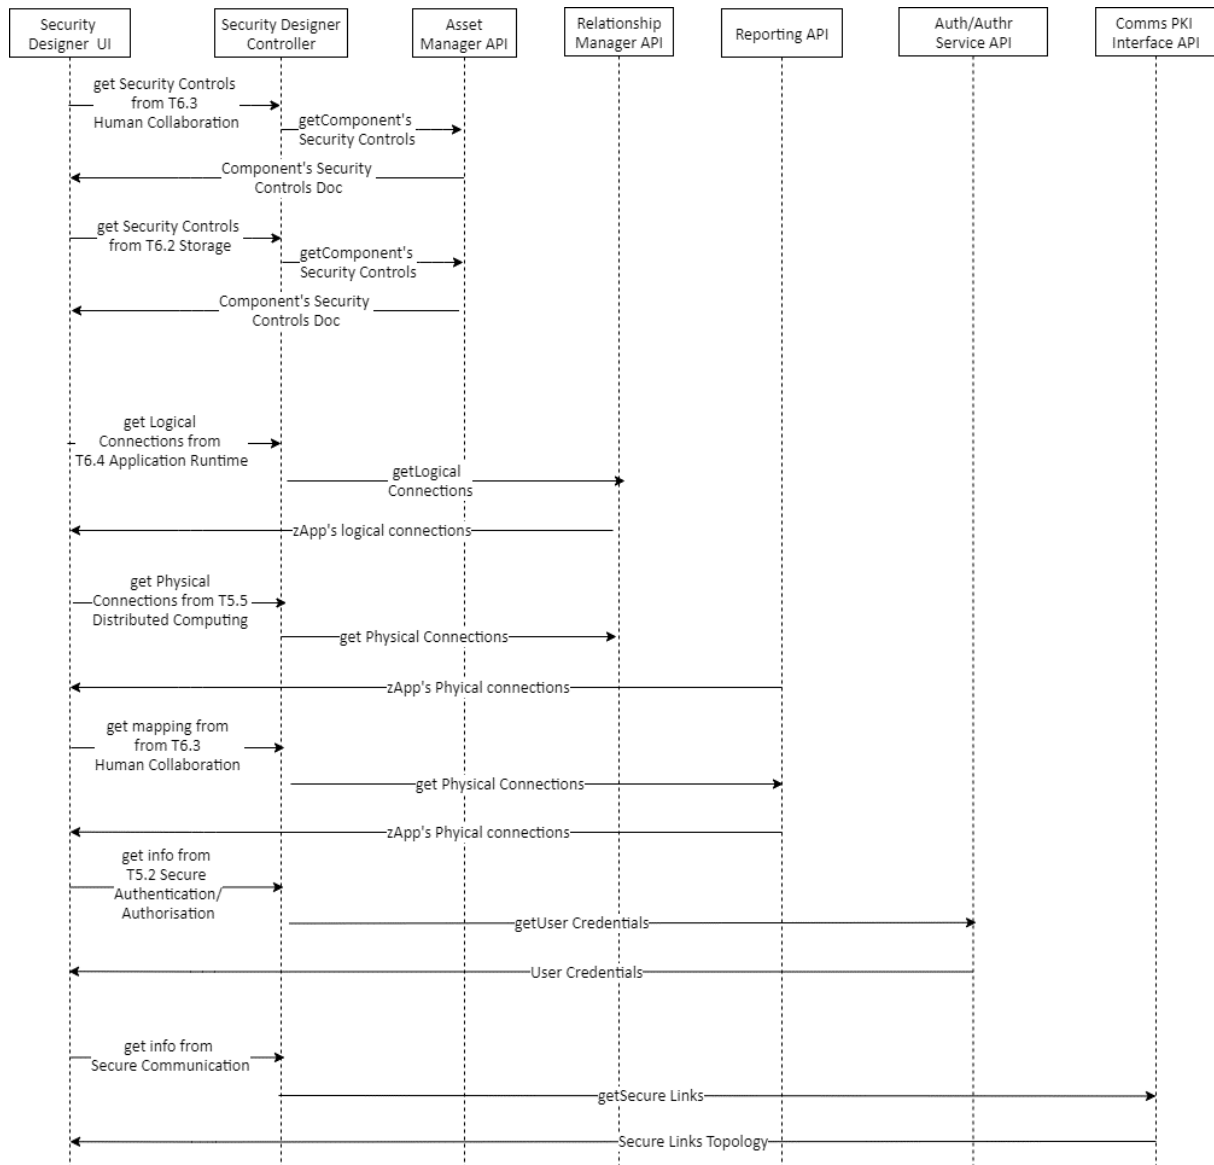 Security
Designer UI
Security Designer
Controller
Asset
Manager API
Relationship
Manager API
Reporting API
Auth/Authr
Service API
Comms PKI
Interface API
get Security Controls
from T6.3
Human Collaboration
getComponent's
Security Controls
Component's Security
Controls Doc
get Security Controls
from T6.2 Storage
getComponent's
Security Controls
Component's Security
Controls Doc
get Logical
Connections from
T6.4 Application Runtime
getLogical
Connections
zApp's logical connections
get Physical
Connections from T5.5
Distributed Computing
get Physical Connections
zApp's Phyical connections
get mapping from
from T6.3
Human Collaboration
get Physical Connections
zApp's Phyical connections
get info from
T5.2 Secure
Authentication/
Authorisation
getUser Credentials
User Credentials
get info from
Secure Communication
getSecure Links
Secure Links Topology